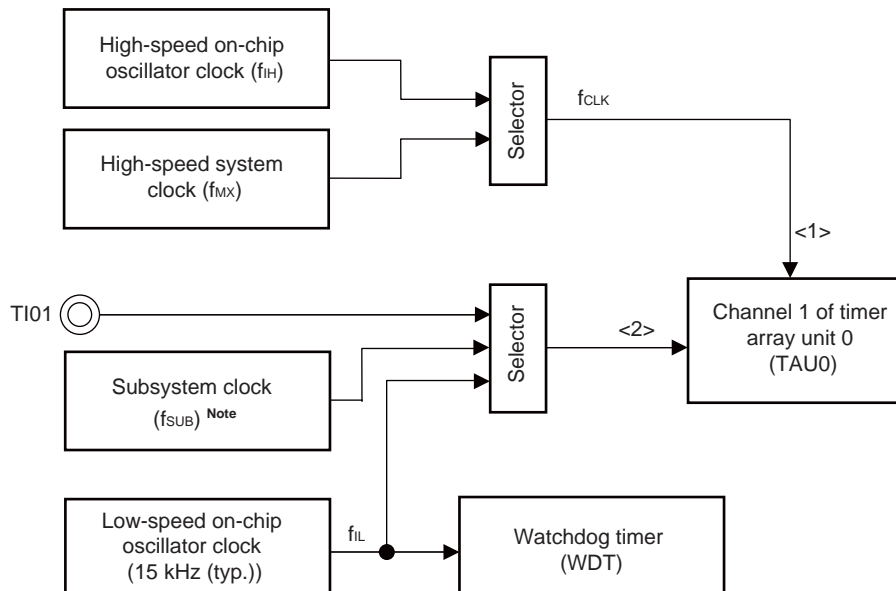 High-speed on-chip
oscillator clock (fIH)
Selector
fCLK
High-speed system
clock (fMX)
<1>
TI01
Selector
<2>
Channel 1 of timer
array unit 0
(TAU0)
Subsystem clock
(fSUB) Note
Low-speed on-chip
oscillator clock
(15 kHz (typ.))
fIL
Watchdog timer
(WDT)